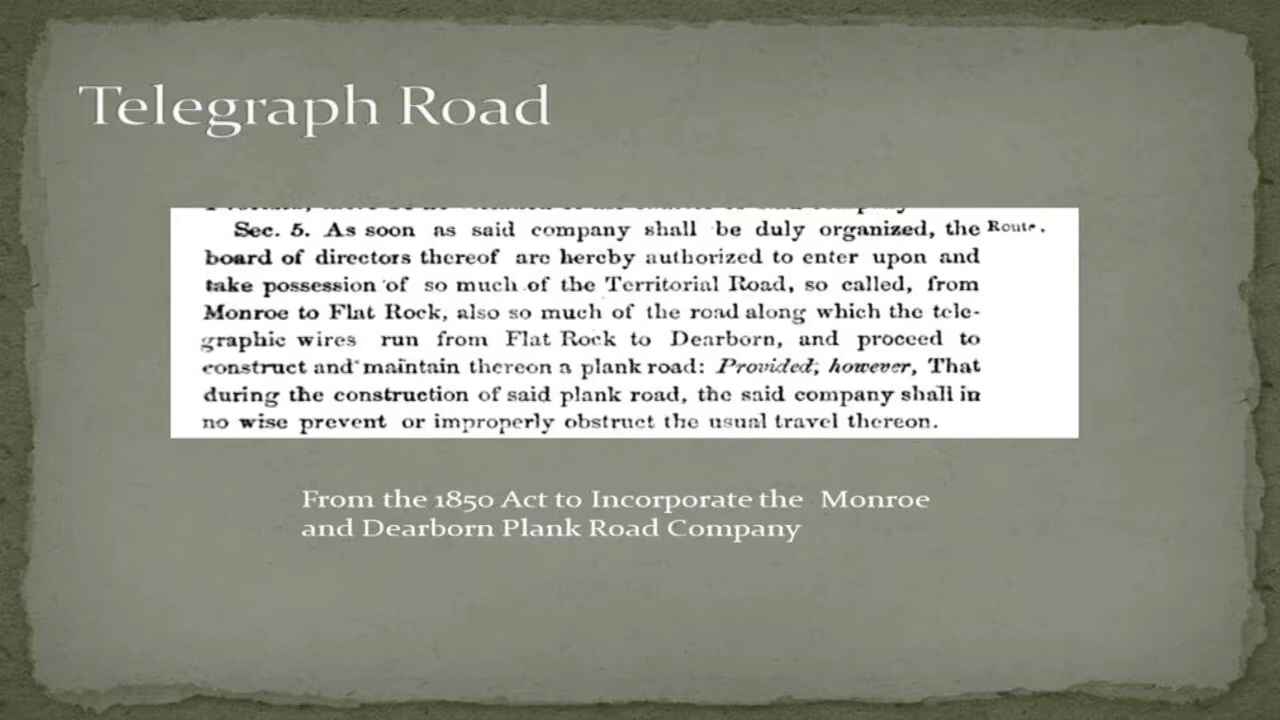 Telegraph Road
Sec. 5. As soon as said company shall be duly organized, the Route.
board of directors thereof are hereby authorized to enter upon and
take possession of so much of the Territorial Road, so called, from
Monroe to Flat Rock, also so much of the road along which the tele-
graphic wires run from Flat Rock to Dearborn, and proceed to
construct and maintain thereon a plank road: Provided, however, That
during the construction of said plank road, the said company shall in
no wise prevent or improperly obstruct the usual travel thereon.
From the 1850 Act to Incorporate the Monroe
and Dearborn Plank Road Company